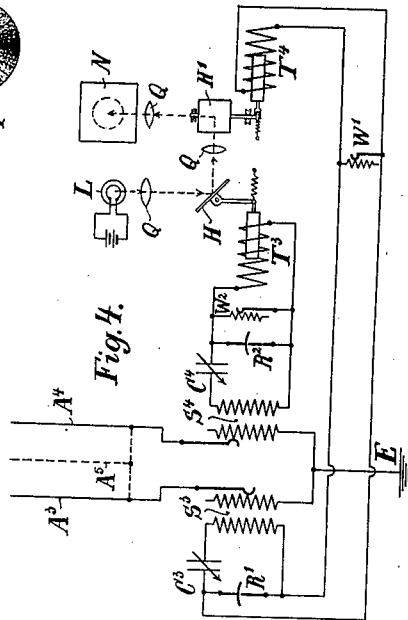 N
Q
H¹
T⁴
Q
L
Q
H
W¹
T³
Fig. 4.
W²
C⁴
R²
S⁴
A⁴
A⁵
A³
S³
E
C³
R¹